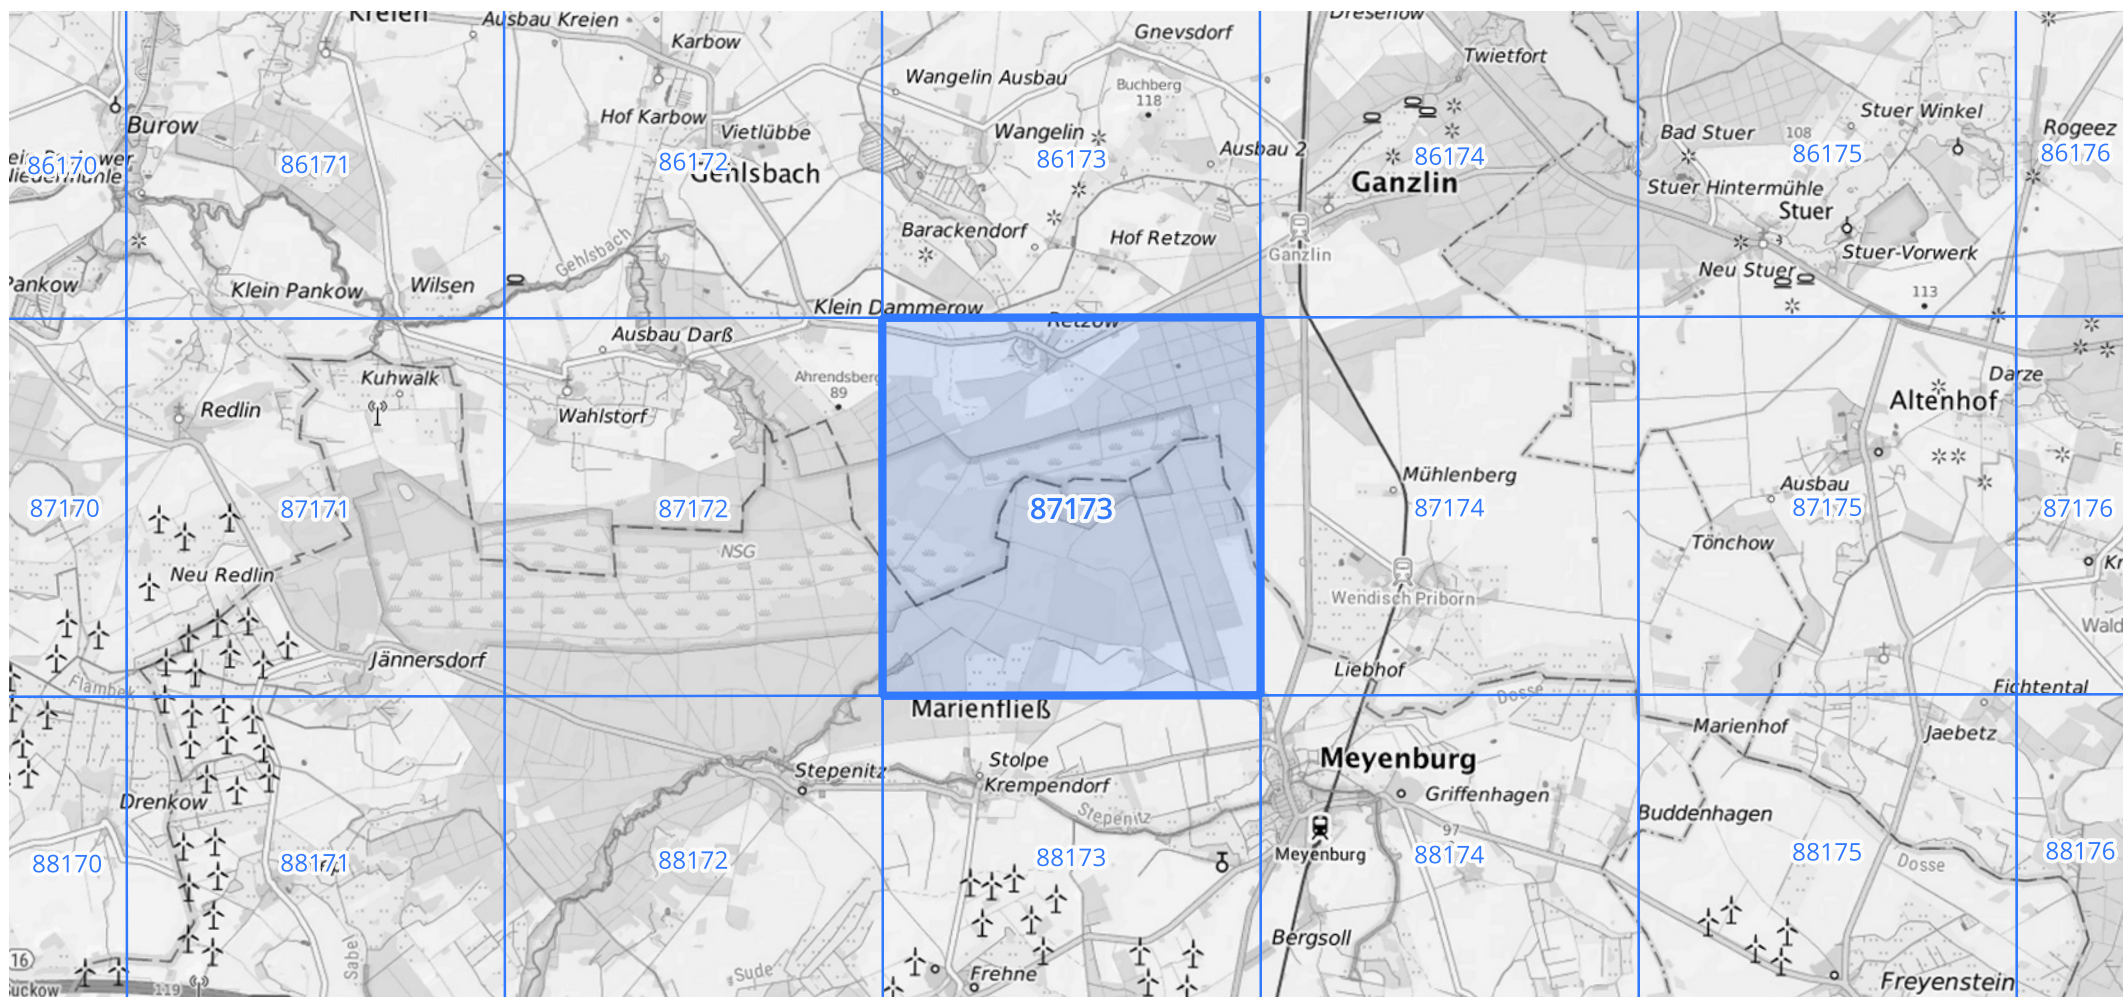 Kreien
Ausbau Kreien
Karbow
Gnevsdorf
Dresenow
Twietfort
Wangelin Ausbau
Buchberg
118
Hof Karbow
Vietlübbe
Wangelin
Ausbau 2
Burow
Stuer Winkel
Bad Stuer
108
Rogeez
86170
86171
86172
86173
86174
86175
86176
Gehlsbach
Ganzlin
Stuer Hintermühle
Stuer
Barackendorf
Hof Retzow
Gehlsbach
Ganzlin
Stuer-Vorwerk
Neu Stuer
113
Pankow
Klein Pankow
Wilsen
Klein Dammerow
Retzow
Ausbau Darß
Kuhwalk
Ahrendsberg
89
Darze
Altenhof
Redlin
Wahlstorf
Mühlenberg
Ausbau
87170
87171
87172
87173
87174
87175
87176
NSG
Tönchow
Kr
Neu Redlin
Wendisch Priborn
Wald
Jännersdorf
Liebhof
Flambek
Dosse
Fichtental
Marienfließ
Marienhof
Jaebetz
Stolpe
Krempendorf
Meyenburg
Stepenitz
Griffenhagen
Drenkow
Stepenitz
Buddenhagen
97
Meyenburg
88170
88171
88172
88173
88174
88175
88176
Dosse
Bergsoll
Sabel
Sude
Frehne
Freyenstein
16
119